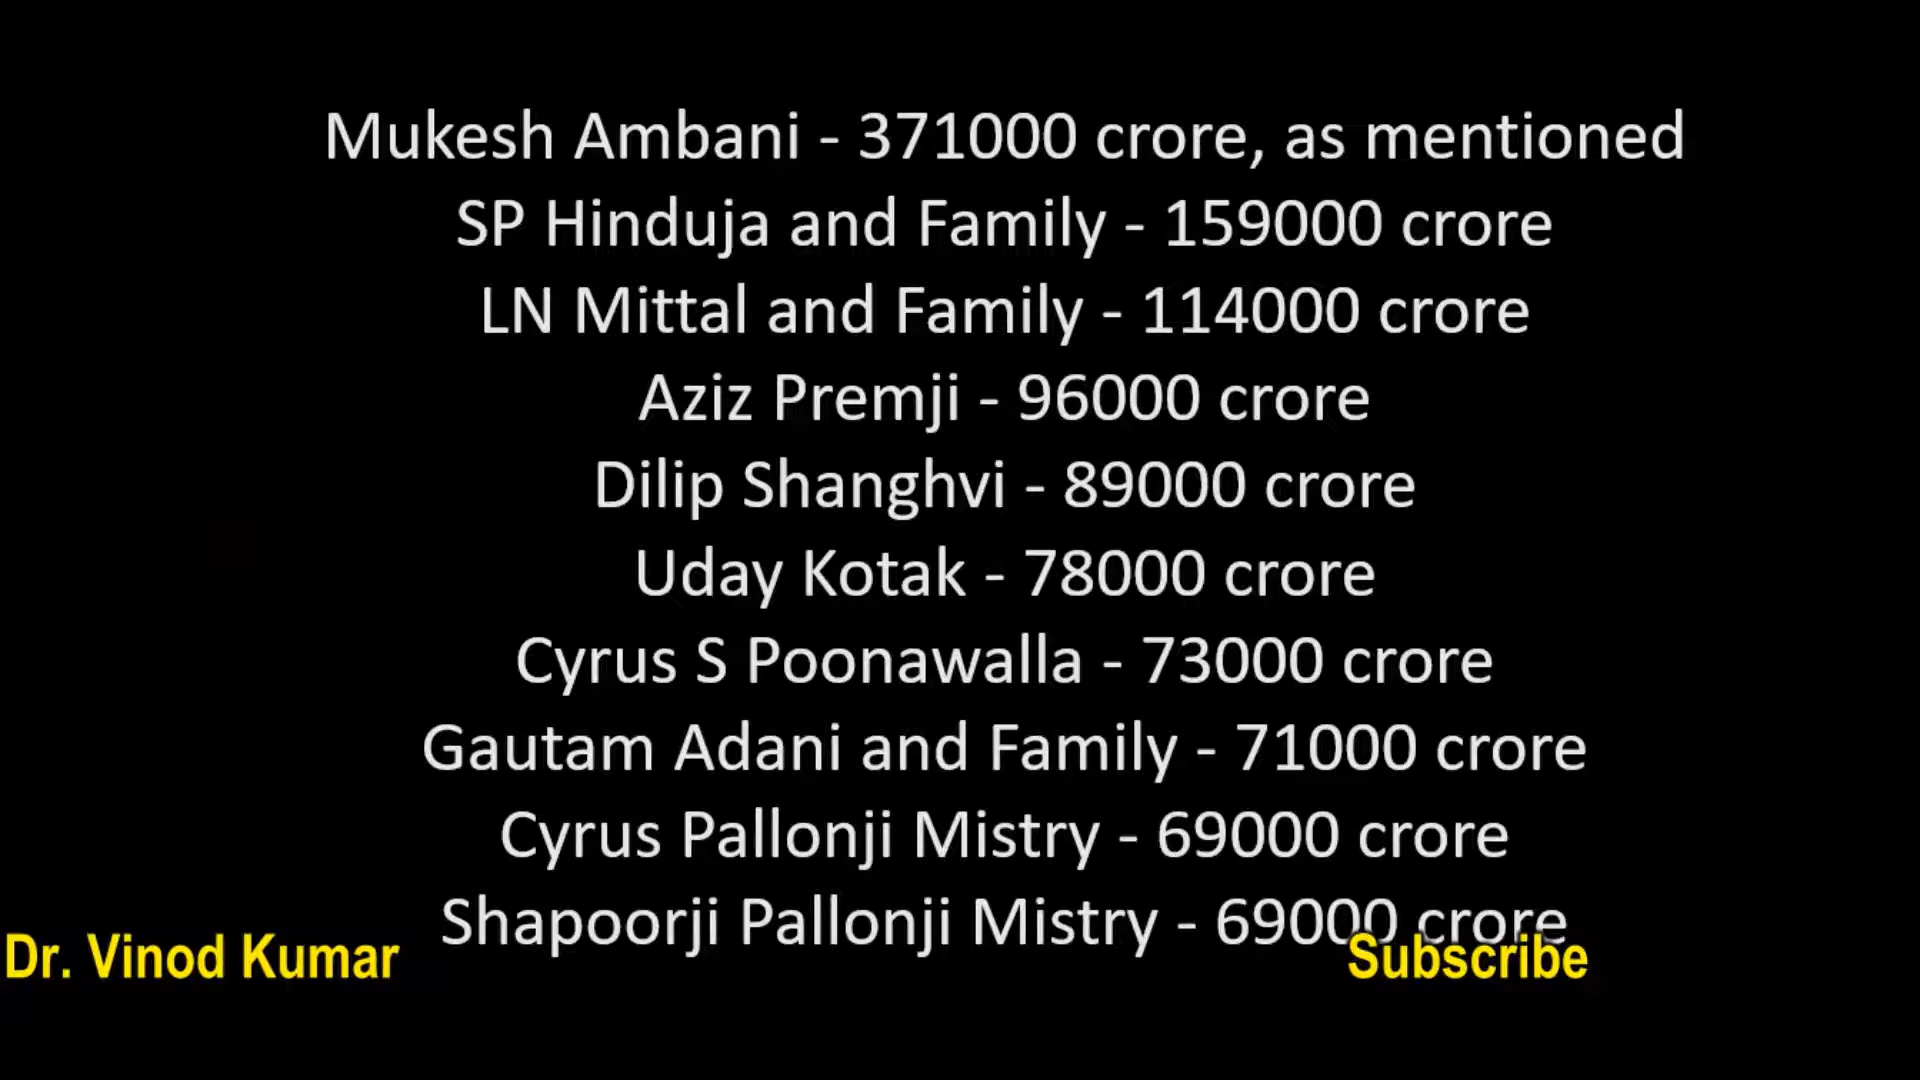 Mukesh Ambani - 371000 crore, as mentioned
SP Hinduja and Family - 159000 crore
LN Mittal and Family - 114000 crore
Aziz Premji - 96000 crore
Dilip Shanghvi - 89000 crore
Uday Kotak - 78000 crore
Cyrus S Poonawalla - 73000 crore
Gautam Adani and Family - 71000 crore
Cyrus Pallonji Mistry - 69000 crore
Shapoorji Pallonji Mistry - 69000 crore
Dr. Vinod Kumar
Subscribe